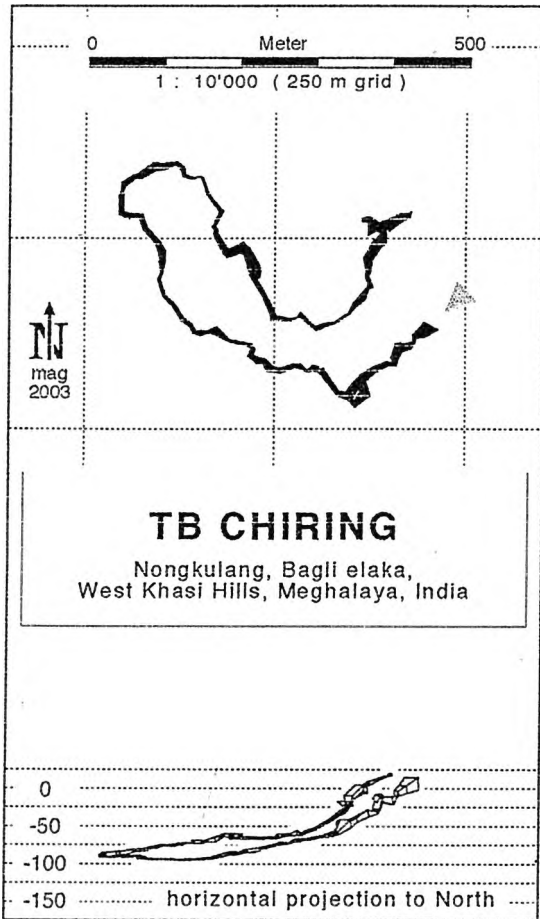 0 Meter 500
1 : 10'000 ( 250 m grid )
N
mag
2003
TB CHIRING
Nongkulang, Bagli elaka,
West Khasi Hills, Meghalaya, India
0
-50
-100
-150 horizontal projection to North